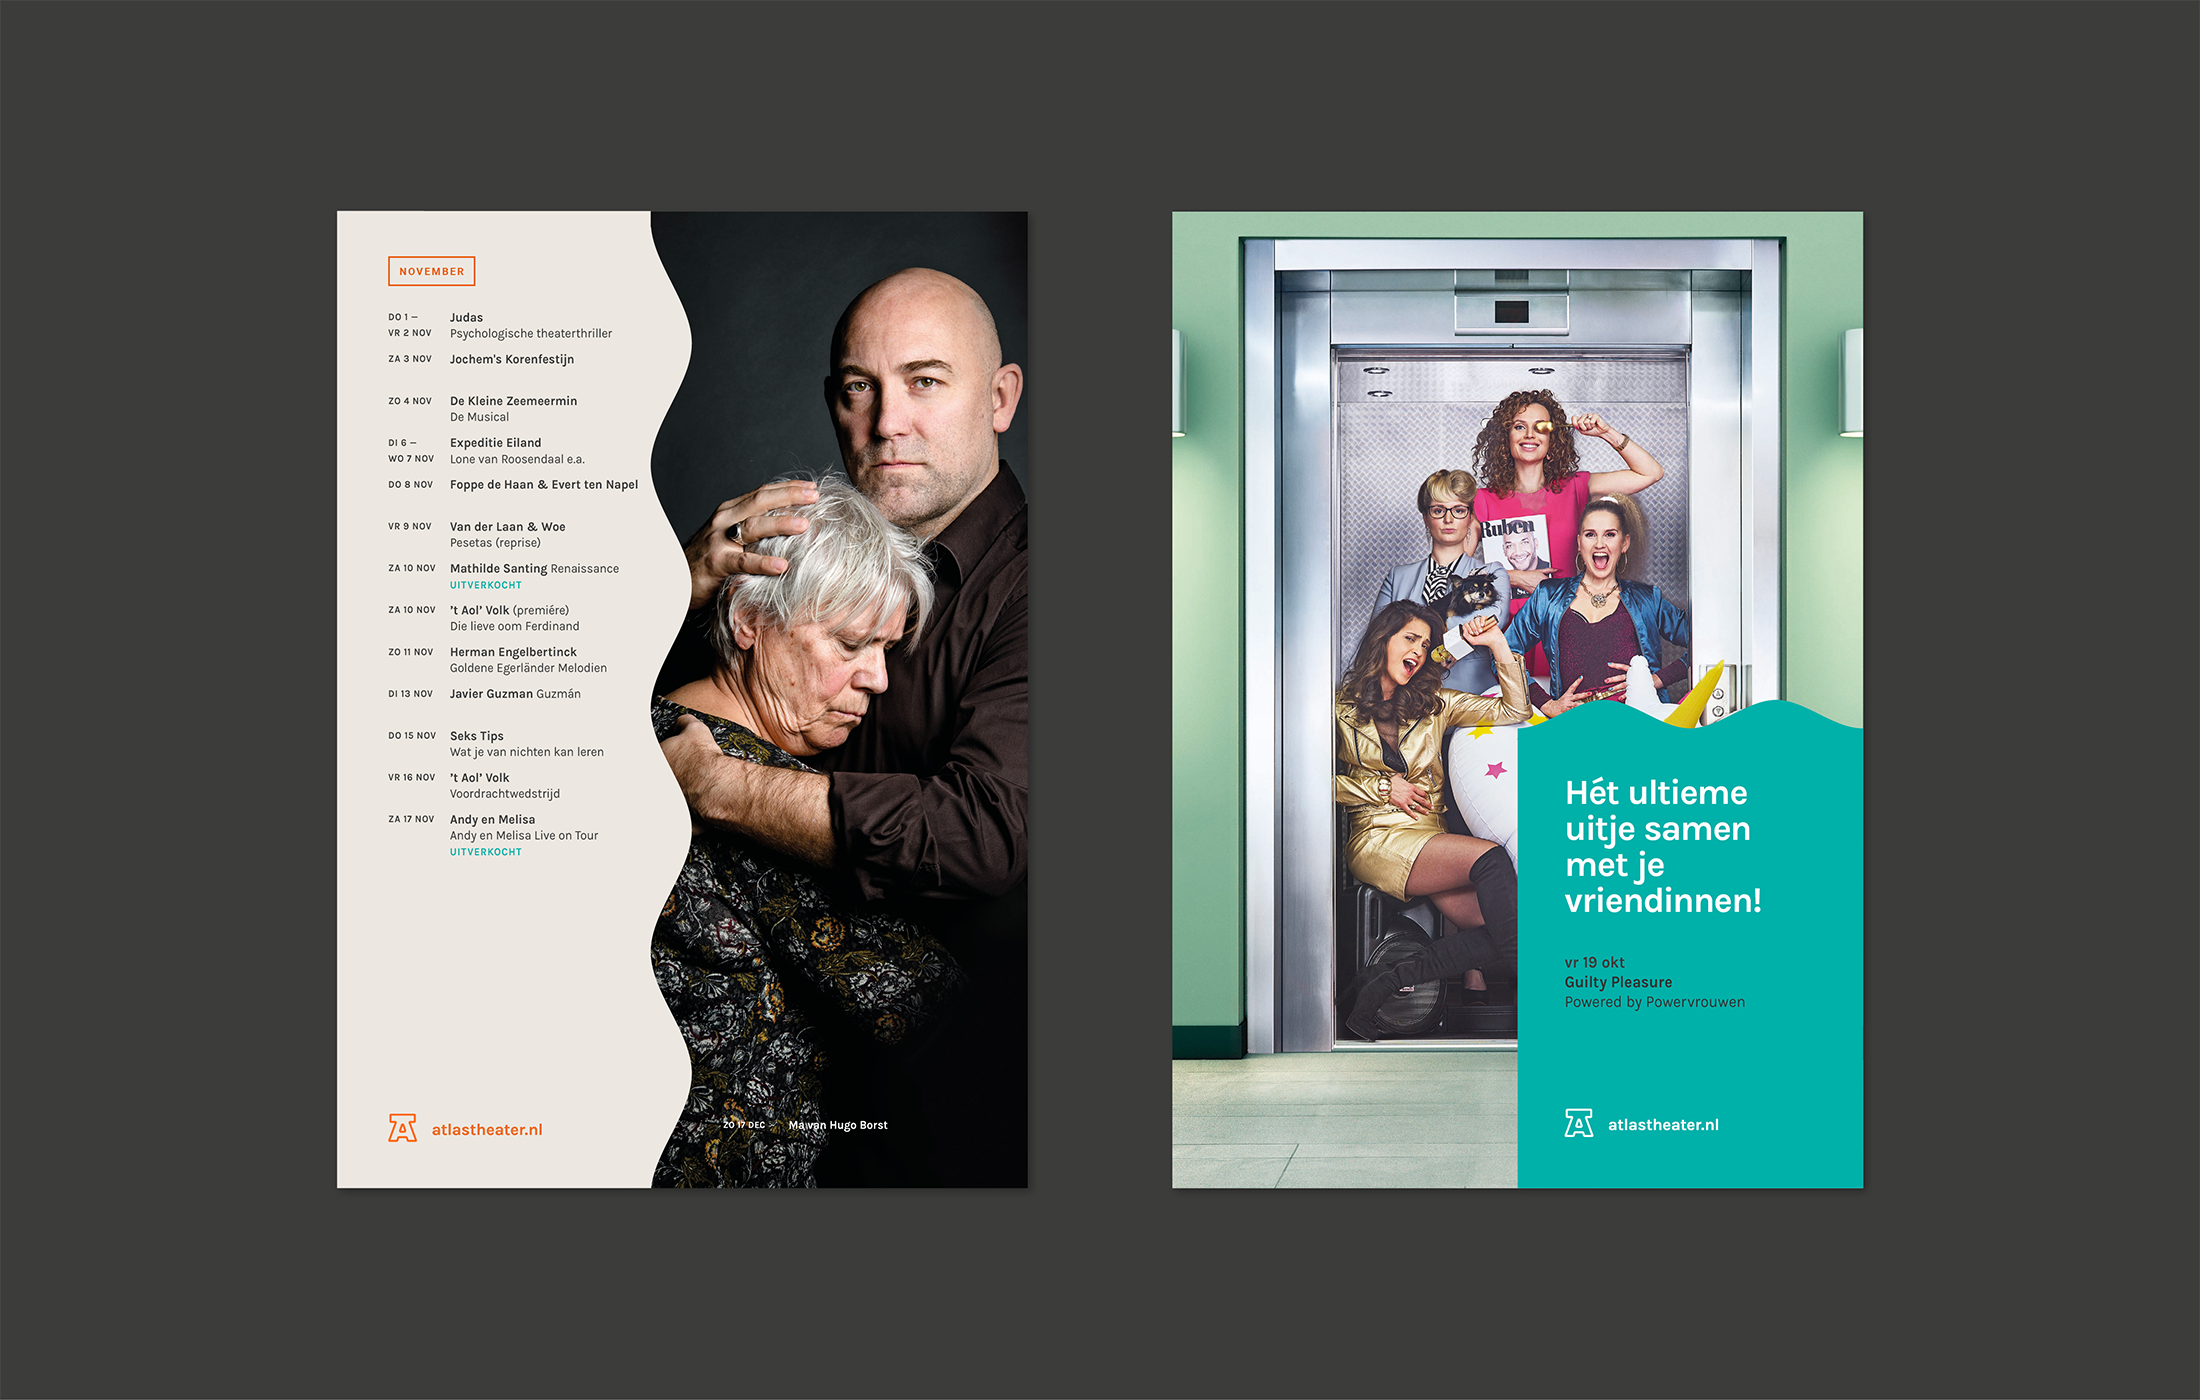 NOVEMBER
DO 1 – Judas
VR 2 NOV Psychologische theaterthriller
ZA 3 NOV Jochem's Korenfestijn
ZO 4 NOV De Kleine Zeemeermin
De Musical
DI 6 – Expeditie Eiland
WO 7 NOV Lone van Roosendaal e.a.
DO 8 NOV Foppe de Haan & Evert ten Napel
VR 9 NOV Van der Laan & Woe
Pesetas (reprise)
ZA 10 NOV Mathilde Santing Renaissance
UITVERKOCHT
ZA 10 NOV 't Aol' Volk (premiére)
Die lieve oom Ferdinand
ZO 11 NOV Herman Engelbertinck
Goldene Egerländer Melodien
DI 13 NOV Javier Guzman Guzmán
DO 15 NOV Seks Tips
Wat je van nichten kan leren
VR 16 NOV 't Aol' Volk
Voordrachtwedstrijd
ZA 17 NOV Andy en Melisa
Andy en Melisa Live on Tour
UITVERKOCHT
atlastheater.nl
ZO 17 DEC Ma van Hugo Borst
Ruben
Hét ultieme
uitje samen
met je
vriendinnen!
vr 19 okt
Guilty Pleasure
Powered by Powervrouwen
atlastheater.nl